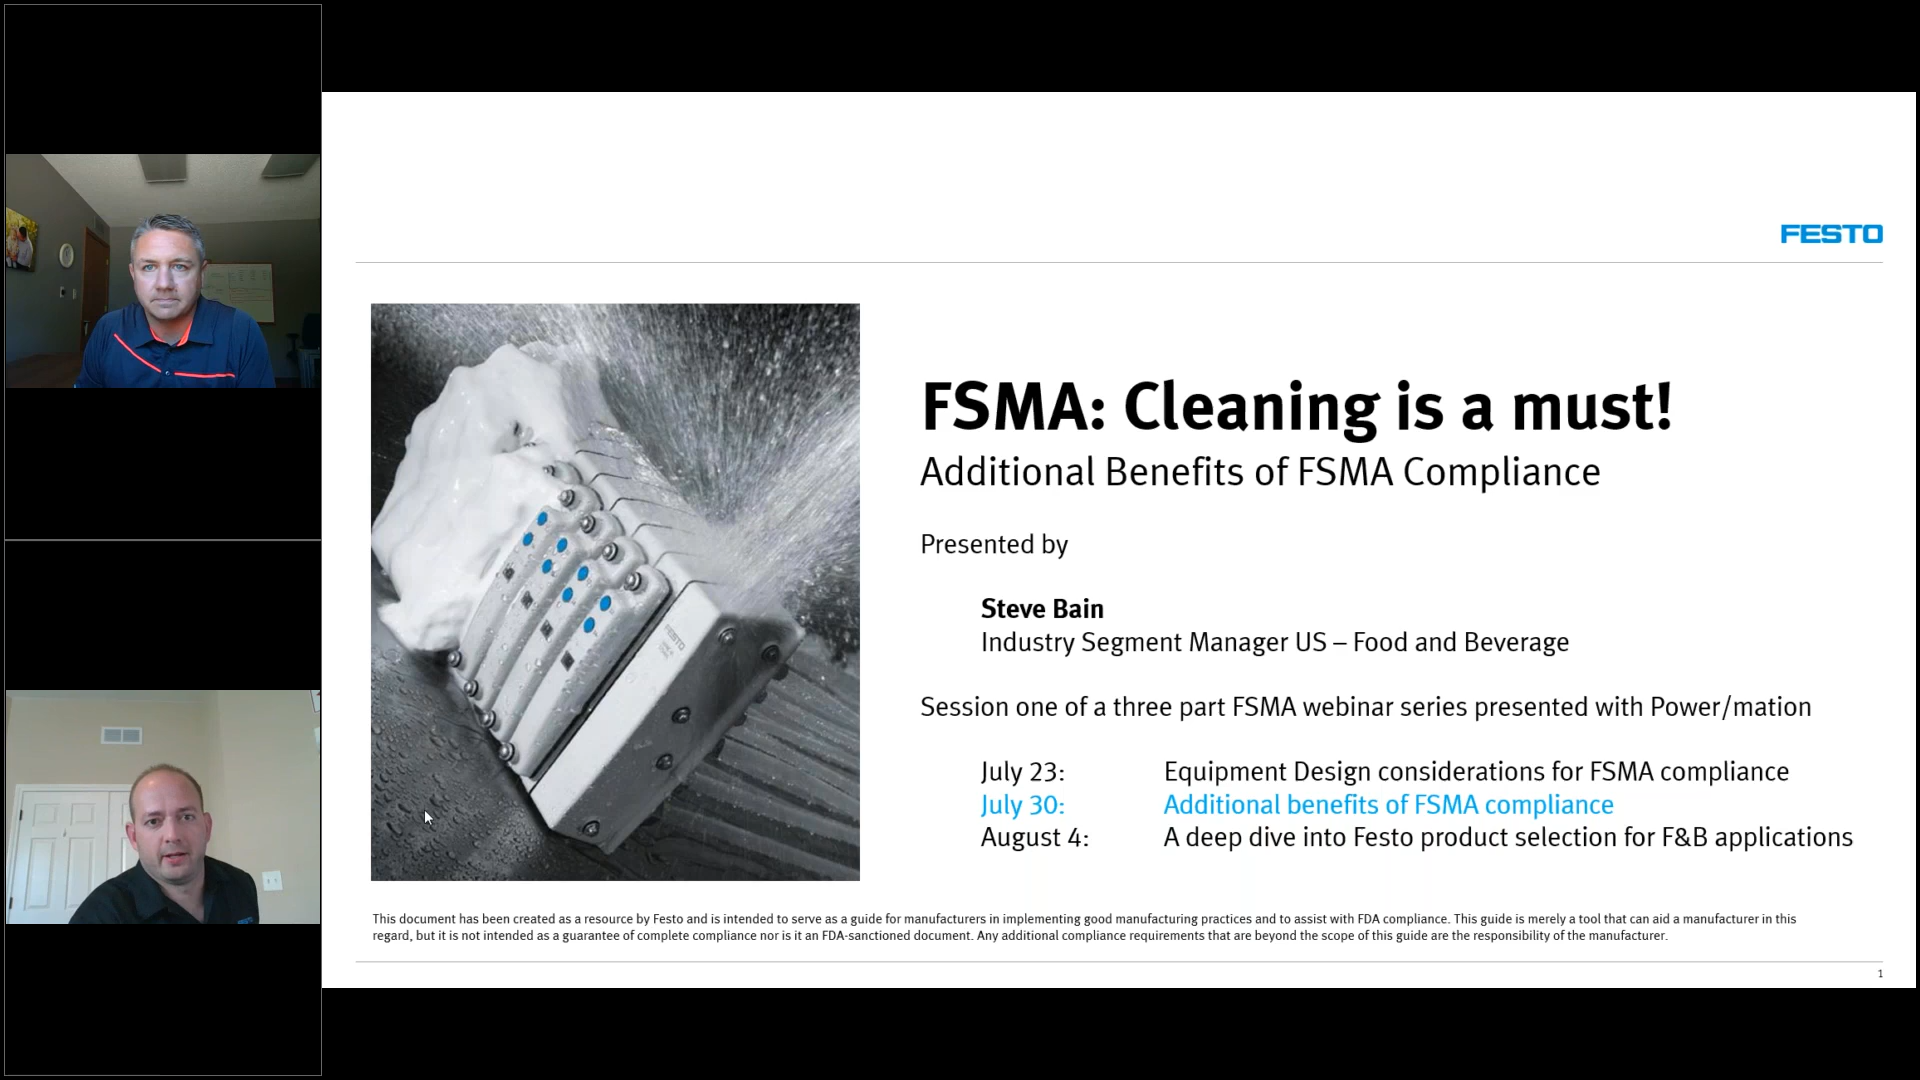 FESTO
FSMA: Cleaning is a must!
Additional Benefits of FSMA Compliance
Presented by
Steve Bain
Industry Segment Manager US – Food and Beverage
Session one of a three part FSMA webinar series presented with Power/mation
July 23: Equipment Design considerations for FSMA compliance
July 30: Additional benefits of FSMA compliance
August 4: A deep dive into Festo product selection for F&B applications
FESTO
This document has been created as a resource by Festo and is intended to serve as a guide for manufacturers in implementing good manufacturing practices and to assist with FDA compliance. This guide is merely a tool that can aid a manufacturer in this
regard, but it is not intended as a guarantee of complete compliance nor is it an FDA-sanctioned document. Any additional compliance requirements that are beyond the scope of this guide are the responsibility of the manufacturer.
1